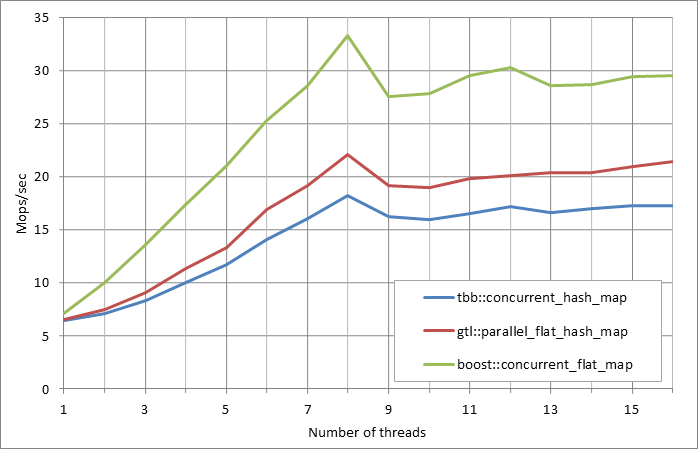 35
30
25
20
15
10
5
0
Mops/sec
tbb::concurrent_hash_map
gtl::parallel_flat_hash_map
boost::concurrent_flat_map
1 3 5 7 9 11 13 15
Number of threads